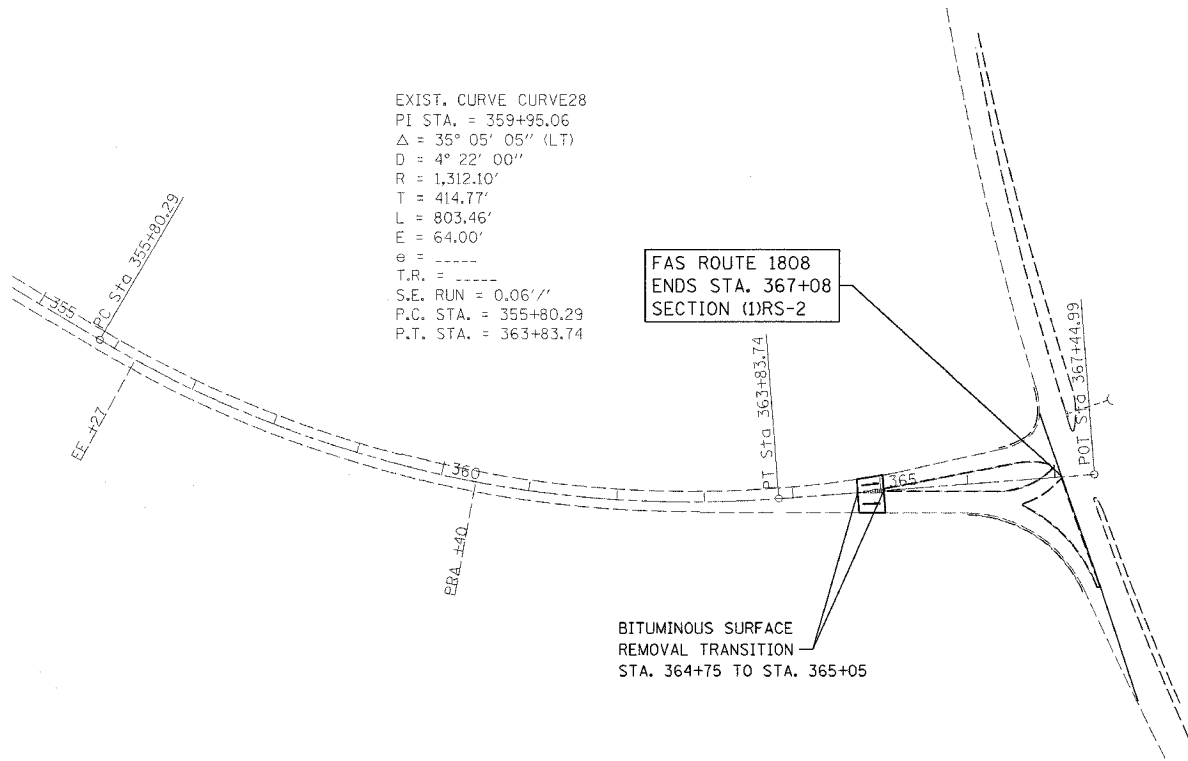 EXIST. CURVE CURVE28
PI STA. = 359+95.06
Δ = 35° 05' 05" (LT)
D = 4° 22' 00"
R = 1,312.10'
T = 414.77'
L = 803.46'
E = 64.00'
e = _____
T.R. = _____
S.E. RUN = 0.06'/'
P.C. STA. = 355+80.29
P.T. STA. = 363+83.74
FAS ROUTE 1808
ENDS STA. 367+08
SECTION (1)RS-2
355
PC Sta 355+80.29
EE +27
360
PBA +40
PT Sta 363+83.74
365
POT Sta 367+44.99
BITUMINOUS SURFACE
REMOVAL TRANSITION
STA. 364+75 TO STA. 365+05